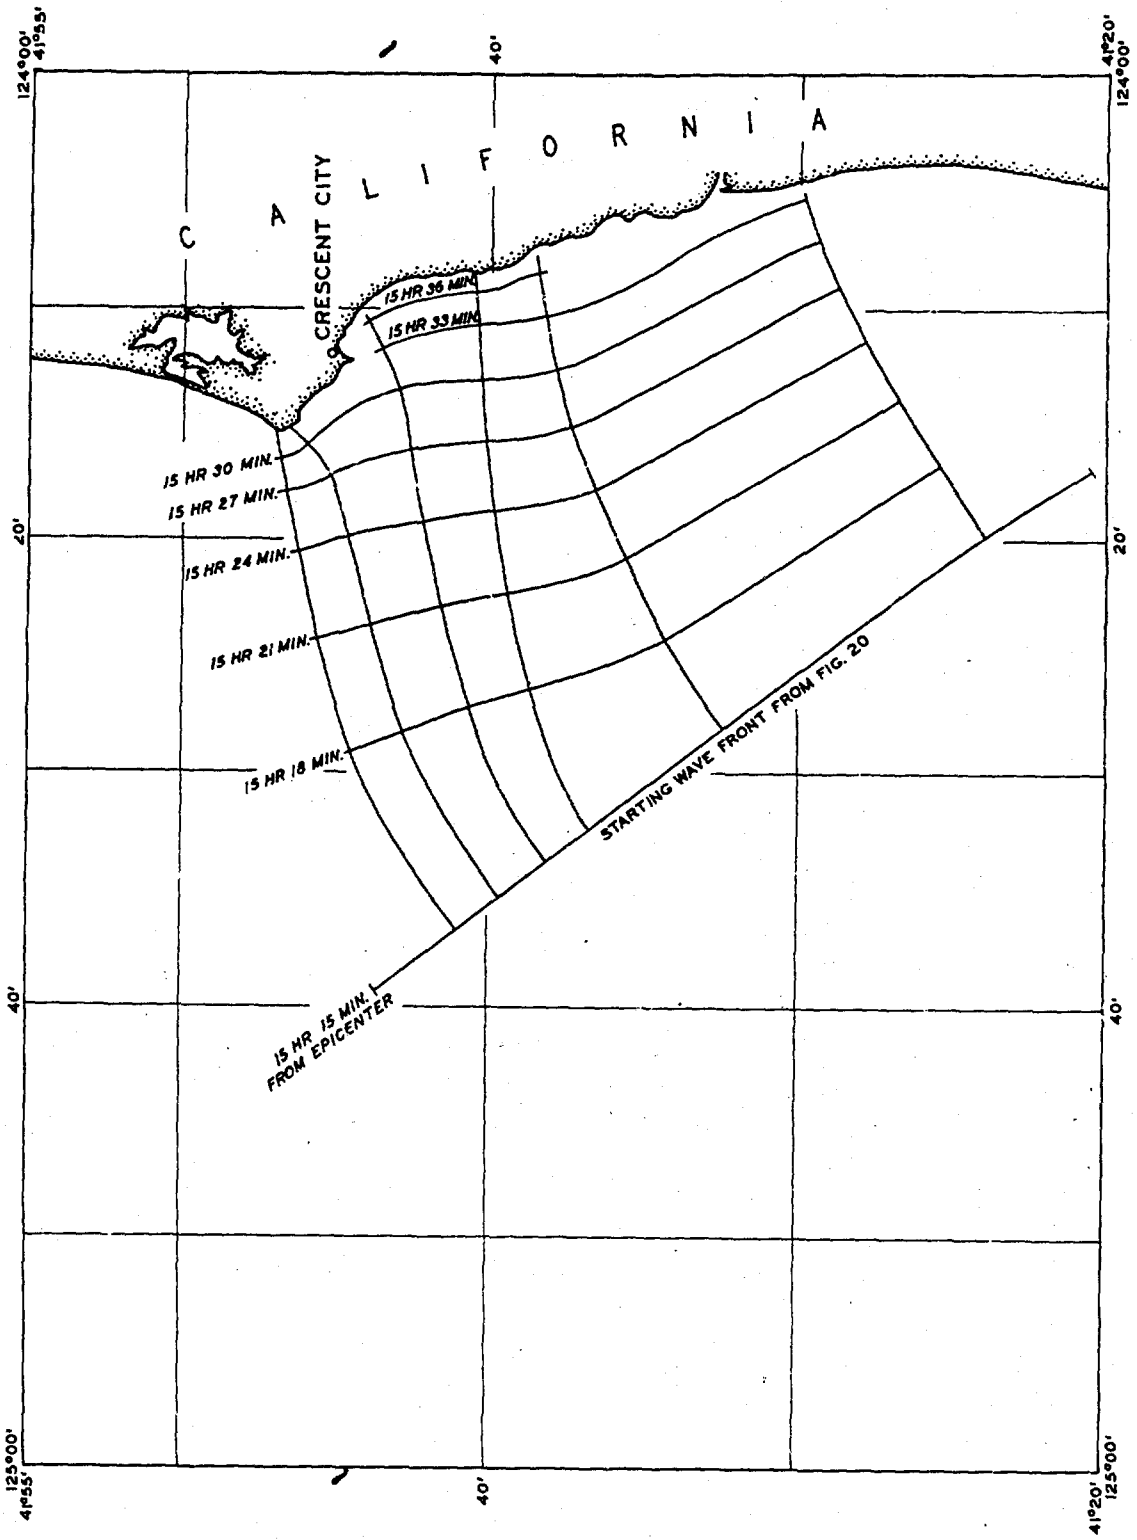 124°00'
41°55'
40'
41°20'
124°00'
CALIFORNIA
CRESCENT CITY
15 HR 36 MIN.
15 HR 33 MIN.
15 HR 30 MIN.
15 HR 27 MIN.
15 HR 24 MIN.
15 HR 21 MIN.
15 HR 18 MIN.
20'
20'
STARTING WAVE FRONT FROM FIG. 20
15 HR 15 MIN.
FROM EPICENTER
40'
40'
125°00'
41°55'
40'
41°20'
125°00'